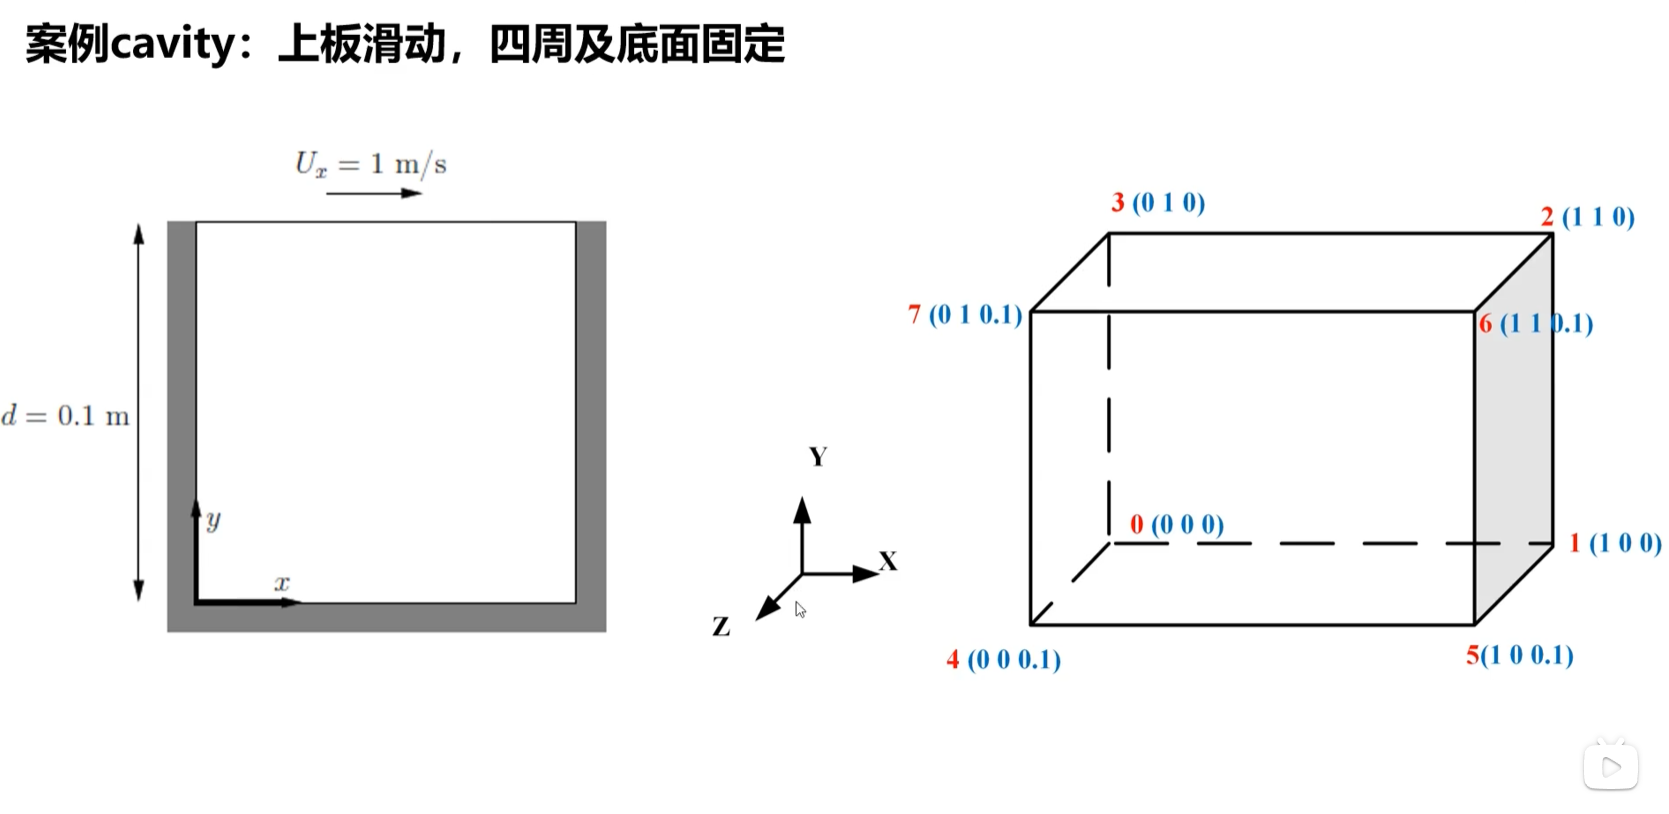 案例cavity：上板滑动，四周及底面固定
Uₓ = 1 m/s
d = 0.1 m
y
x
Y
X
Z
3 (0 1 0)
2 (1 1 0)
7 (0 1 0.1)
6 (1 1 0.1)
0 (0 0 0)
1 (1 0 0)
4 (0 0 0.1)
5(1 0 0.1)